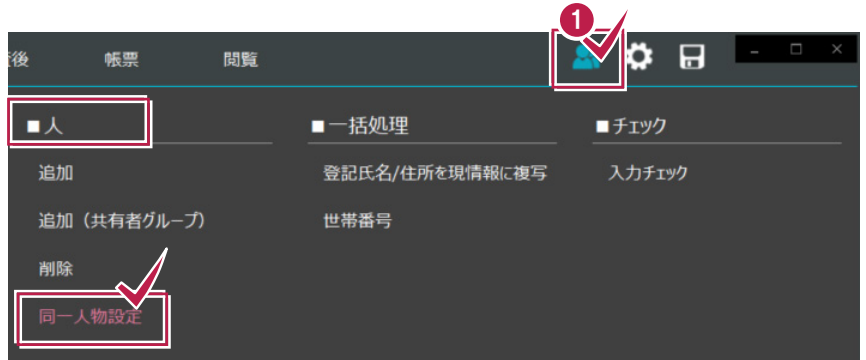 1
後 帳票 閲覧
■人 ■一括処理 ■チェック
追加 登記氏名/住所を現情報に複写 入力チェック
追加（共有者グループ） 世帯番号
削除
同一人物設定